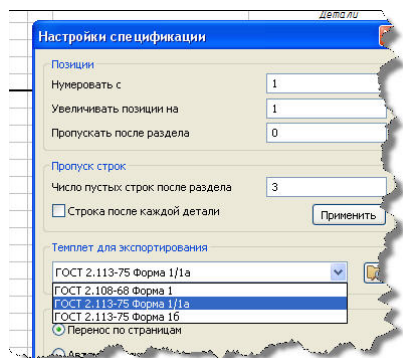 Детали
Настройки спецификации
Позиции
Нумеровать с 1
Увеличивать позиции на 1
Пропускать после раздела 0
Пропуск строк
Число пустых строк после раздела 3
Строка после каждой детали Применить
Темплет для экспортирования
ГОСТ 2.113-75 Форма 1/1а
ГОСТ 2.108-68 Форма 1
ГОСТ 2.113-75 Форма 1/1а
ГОСТ 2.113-75 Форма 1б
Перенос по страницам